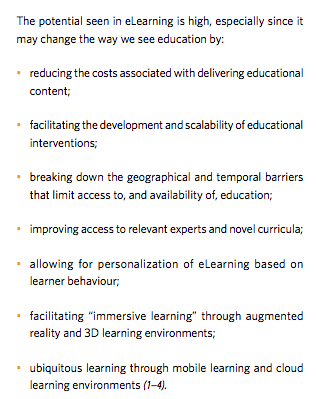 The potential seen in eLearning is high, especially since it
may change the way we see education by:
• reducing the costs associated with delivering educational
content;
• facilitating the development and scalability of educational
interventions;
• breaking down the geographical and temporal barriers
that limit access to, and availability of, education;
• improving access to relevant experts and novel curricula;
• allowing for personalization of eLearning based on
learner behaviour;
• facilitating “immersive learning” through augmented
reality and 3D learning environments;
• ubiquitous learning through mobile learning and cloud
learning environments (1–4).